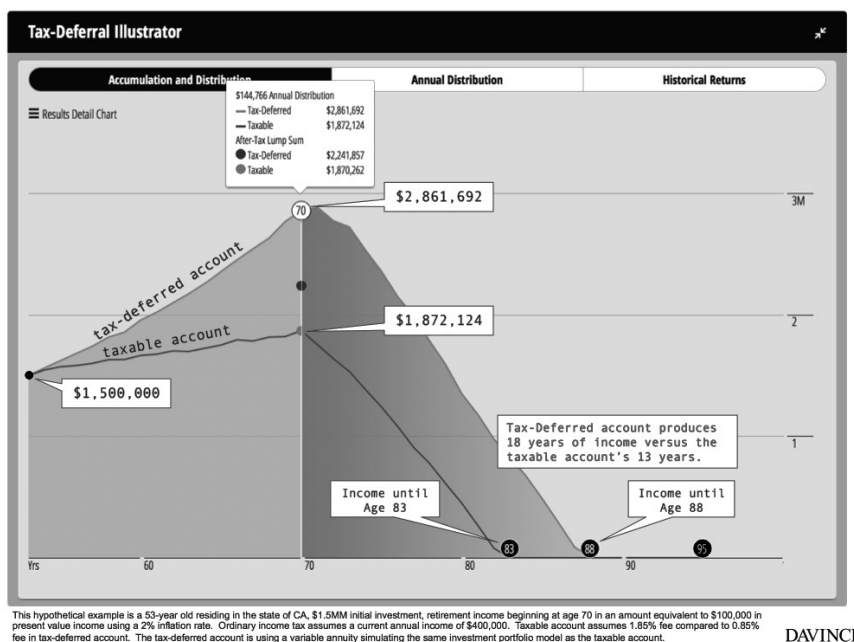 Tax-Deferral Illustrator
Accumulation and Distribution
Annual Distribution
Historical Returns
Results Detail Chart
$144,766 Annual Distribution
Tax-Deferred $2,861,692
Taxable $1,872,124
After-Tax Lump Sum
Tax-Deferred $2,241,857
Taxable $1,870,262
70
$2,861,692
3M
tax-deferred account
taxable account
$1,872,124
2
$1,500,000
Tax-Deferred account produces
18 years of income versus the
taxable account's 13 years.
1
Income until
Age 83
Income until
Age 88
83
88
95
Yrs
60
70
80
90
This hypothetical example is a 53-year old residing in the state of CA, $1.5MM initial investment, retirement income beginning at age 70 in an amount equivalent to $100,000 in
present value income using a 2% inflation rate. Ordinary income tax assumes a current annual income of $400,000. Taxable account assumes 1.85% fee compared to 0.85%
fee in tax-deferred account. The tax-deferred account is using a variable annuity simulating the same investment portfolio model as the taxable account.
DAVINCI